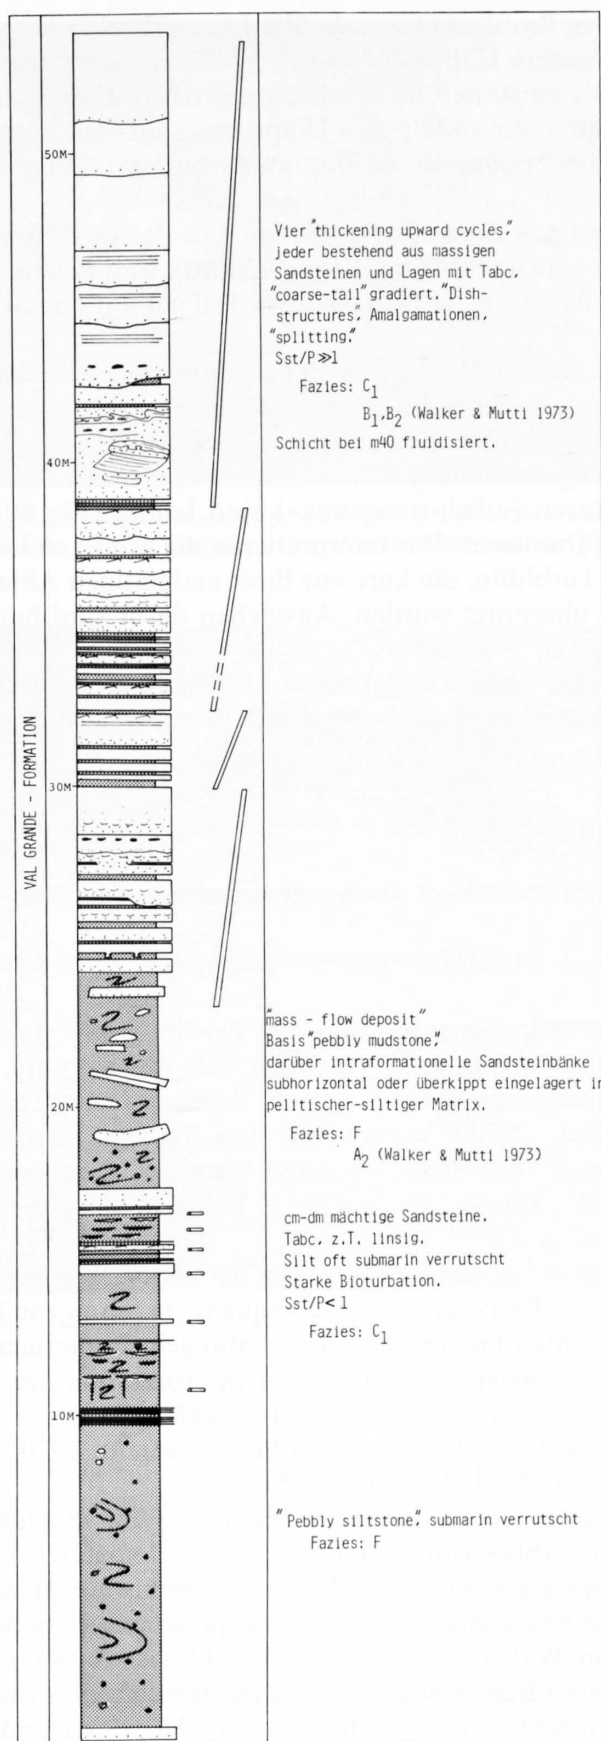 VAL GRANDE - FORMATION
50M
40M
30M
20M
10M
Vier "thickening upward cycles,"
jeder bestehend aus massigen
Sandsteinen und Lagen mit Tabc,
"coarse-tail" gradiert, "Dish-
structures", Amalgamationen,
"splitting,"
Sst/P≫1
Fazies: C₁
B₁,B₂ (Walker & Mutti 1973)
Schicht bei m40 fluidisiert.
"mass - flow deposit"
Basis "pebbly mudstone,"
darüber intraformationelle Sandsteinbänke
subhorizontal oder überkippt eingelagert in
pelitischer-siltiger Matrix.
Fazies: F
A₂ (Walker & Mutti 1973)
cm-dm mächtige Sandsteine.
Tabc, z.T. linsig.
Silt oft submarin verrutscht
Starke Bioturbation.
Sst/P<1
Fazies: C₁
"Pebbly siltstone," submarin verrutscht
Fazies: F